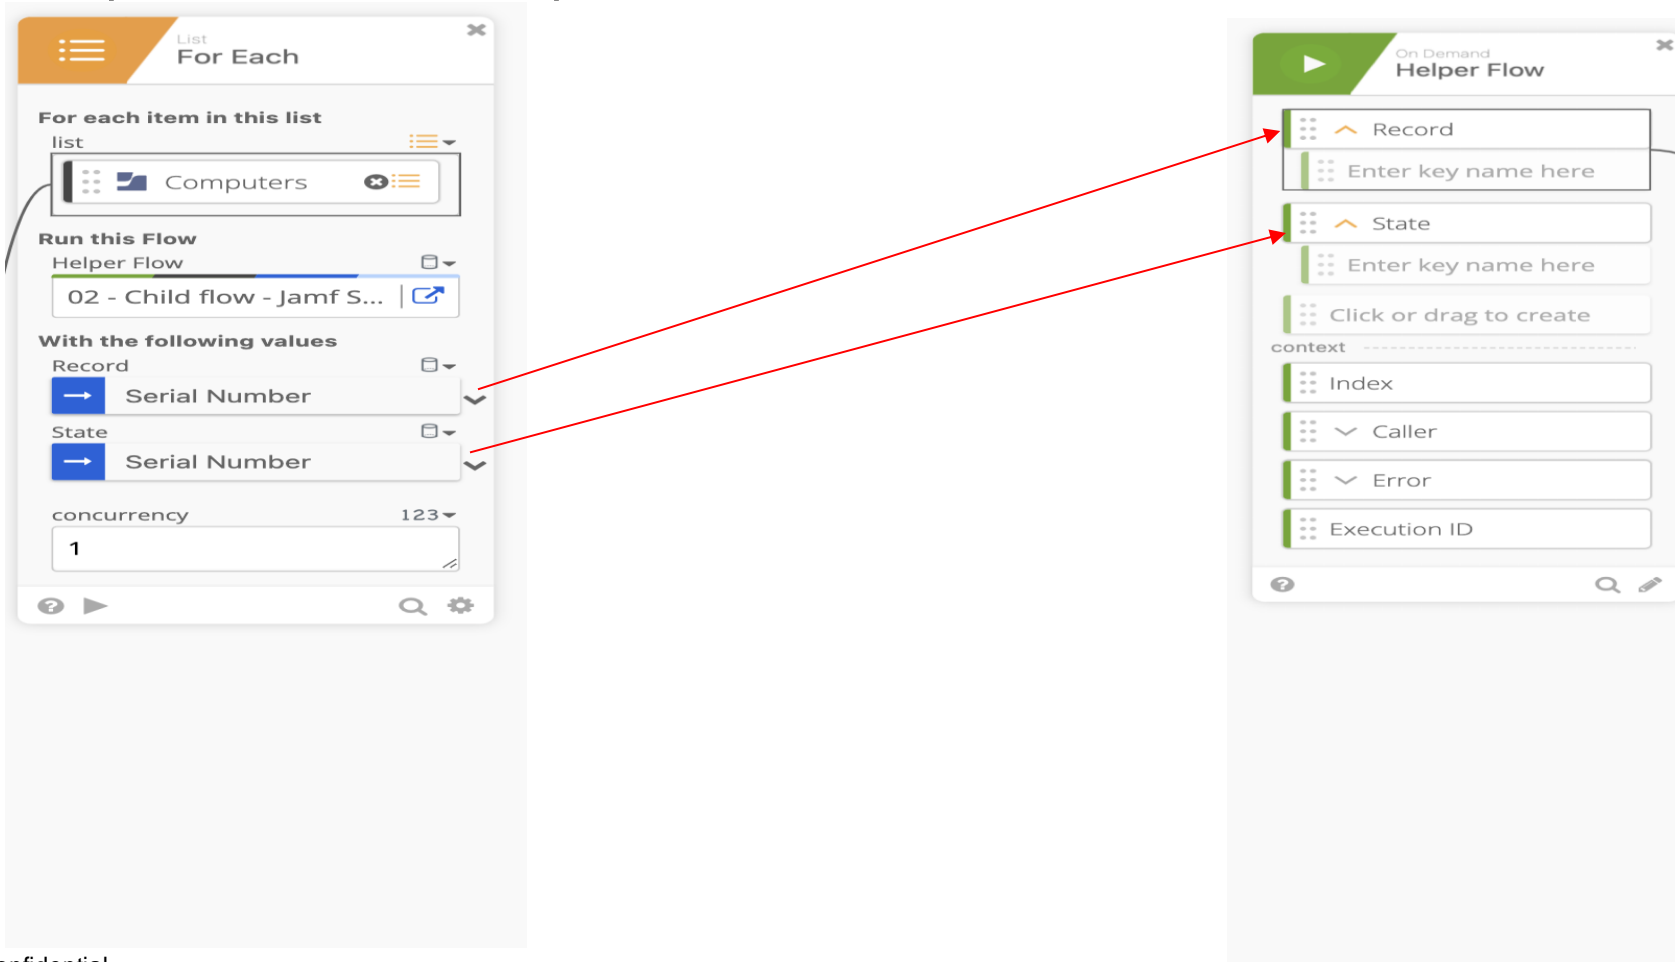 List
For Each
For each item in this list
list
Computers
Run this Flow
Helper Flow
02 - Child flow - Jamf S...
With the following values
Record
Serial Number
State
Serial Number
concurrency
123
1
On Demand
Helper Flow
Record
Enter key name here
State
Enter key name here
Click or drag to create
context
Index
Caller
Error
Execution ID